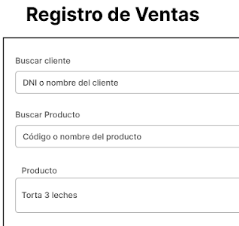 Registro de Ventas
Buscar cliente
DNI o nombre del cliente
Buscar Producto
Código o nombre del producto
Producto
Torta 3 leches